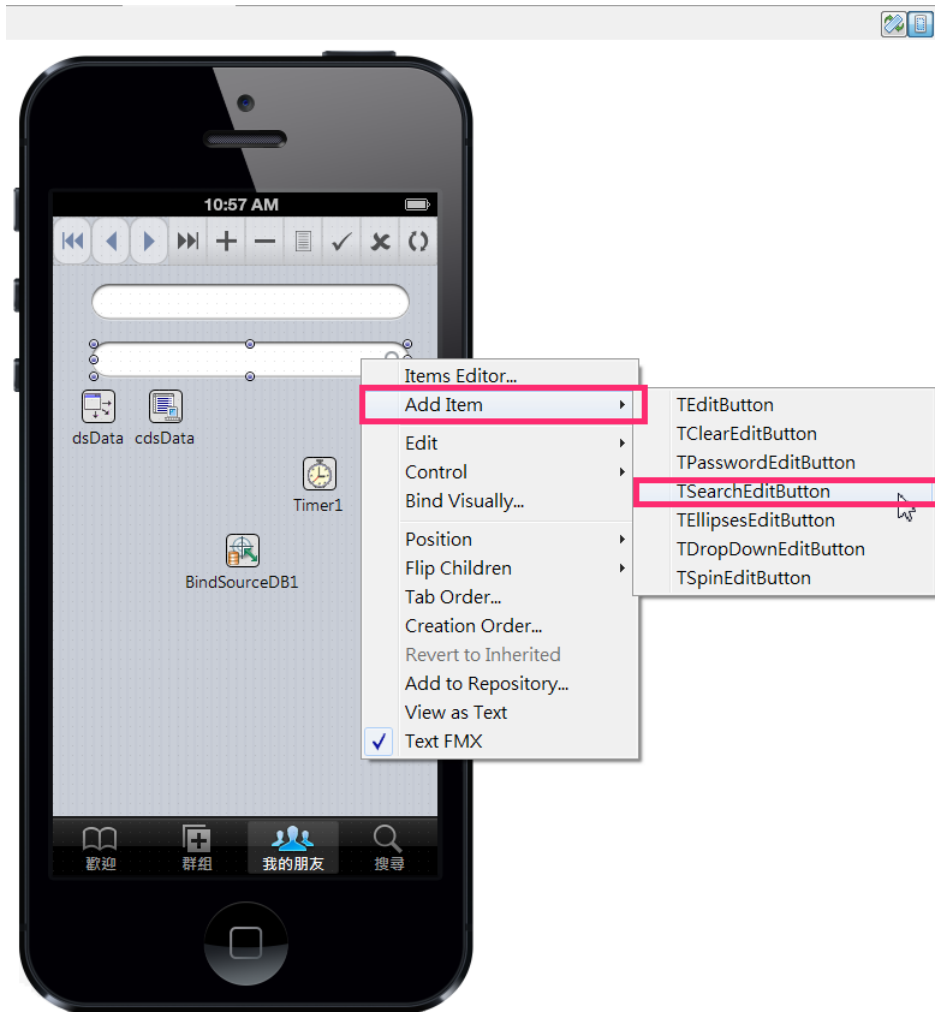 10:57 AM
dsData
cdsData
Timer1
BindSourceDB1
歡迎
群組
我的朋友
搜尋
Items Editor...
Add Item
Edit
Control
Bind Visually...
Position
Flip Children
Tab Order...
Creation Order...
Revert to Inherited
Add to Repository...
View as Text
Text FMX
TEditButton
TClearEditButton
TPasswordEditButton
TSearchEditButton
TEllipsesEditButton
TDropDownEditButton
TSpinEditButton